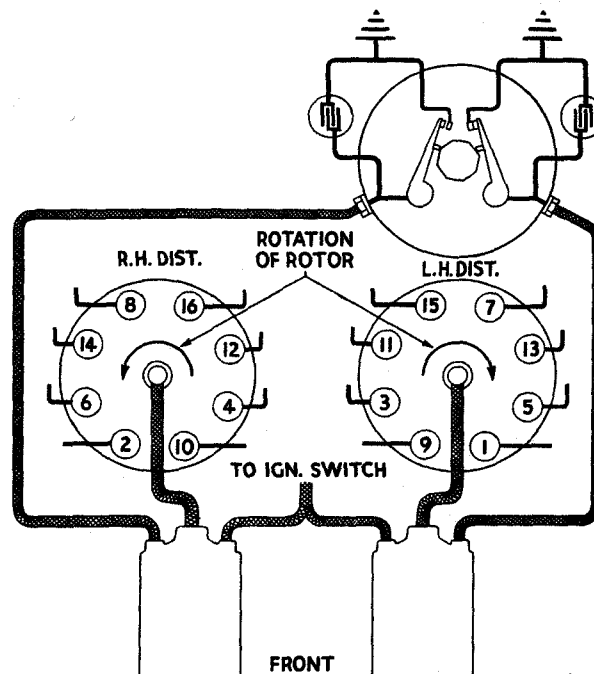 ROTATION
OF ROTOR
R.H. DIST.
L.H. DIST.
8
16
14
12
6
4
2
10
15
7
11
13
3
5
9
1
TO IGN. SWITCH
FRONT